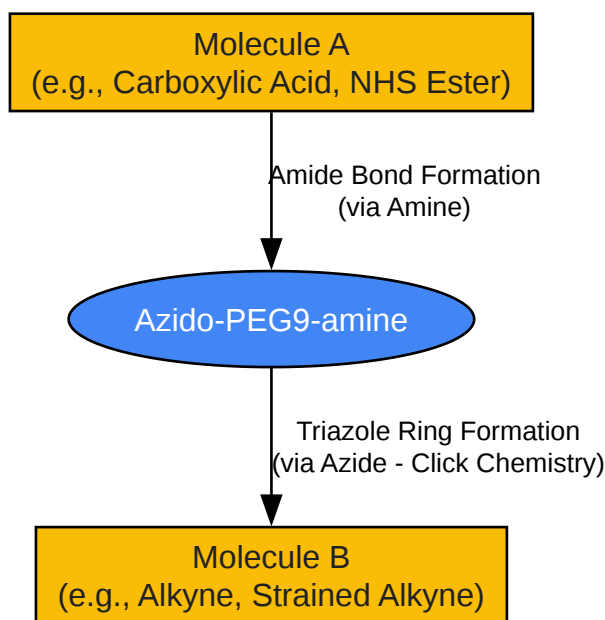 Molecule A
(e.g., Carboxylic Acid, NHS Ester)
Amide Bond Formation
(via Amine)
Azido-PEG9-amine
Triazole Ring Formation
(via Azide - Click Chemistry)
Molecule B
(e.g., Alkyne, Strained Alkyne)